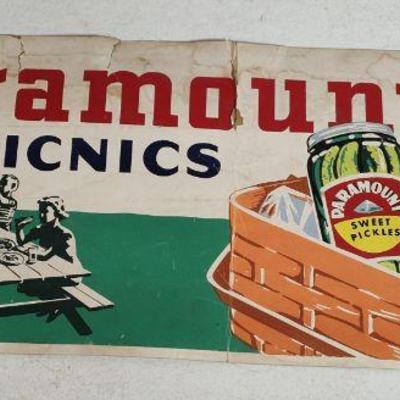 ramoun
ICNICS
PARAMOUNT
SWEET
PICKLES